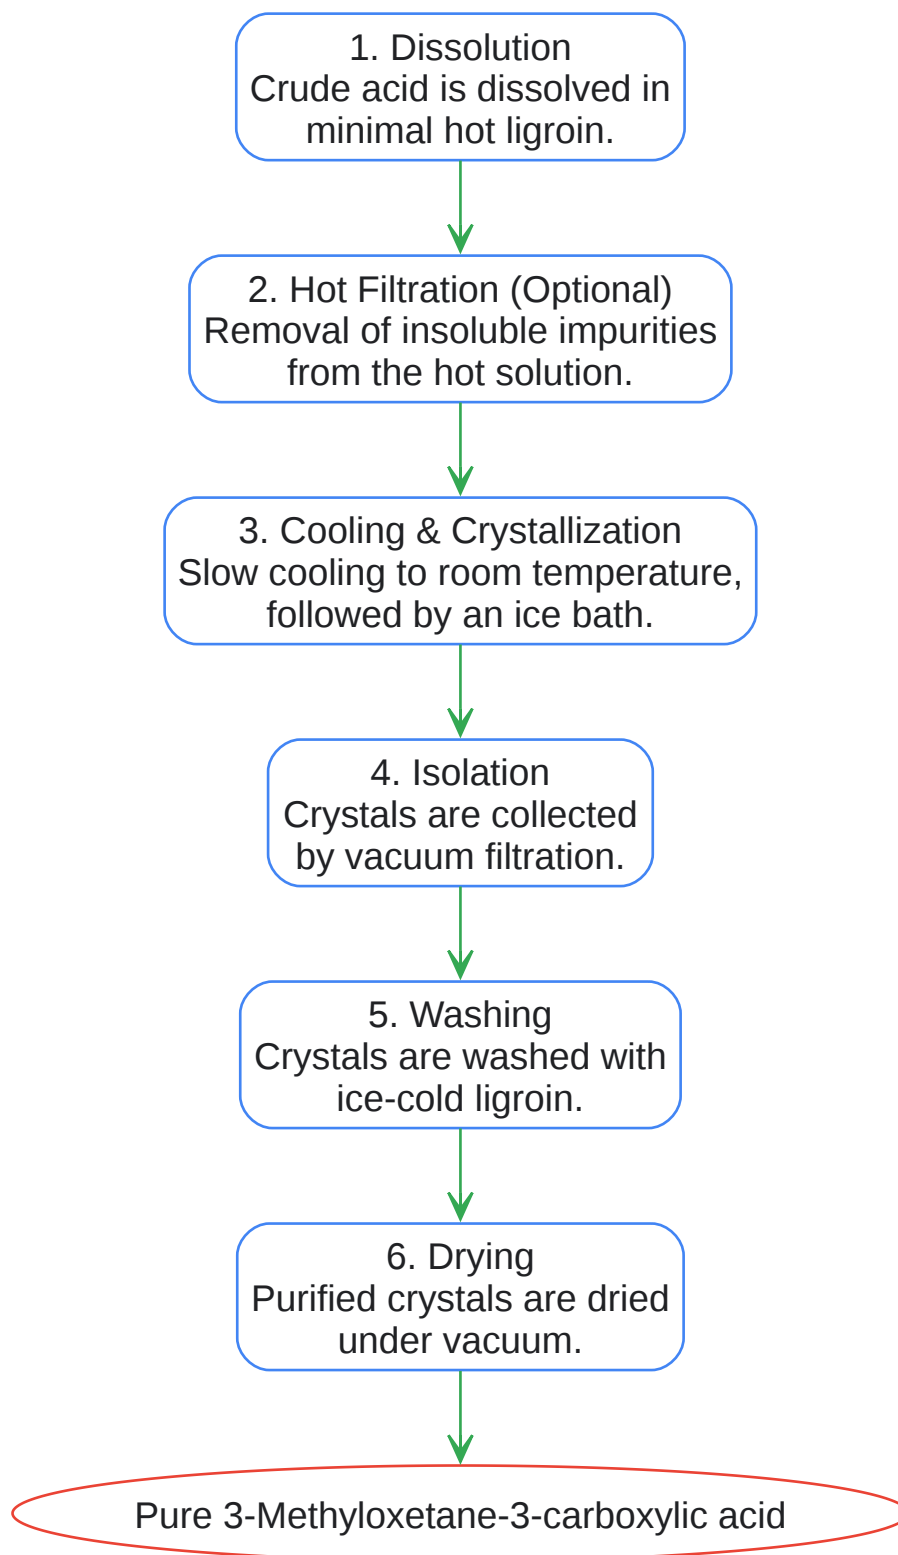 1. Dissolution
Crude acid is dissolved in
minimal hot ligroin.
2. Hot Filtration (Optional)
Removal of insoluble impurities
from the hot solution.
3. Cooling & Crystallization
Slow cooling to room temperature,
followed by an ice bath.
4. Isolation
Crystals are collected
by vacuum filtration.
5. Washing
Crystals are washed with
ice-cold ligroin.
6. Drying
Purified crystals are dried
under vacuum.
Pure 3-Methyloxetane-3-carboxylic acid